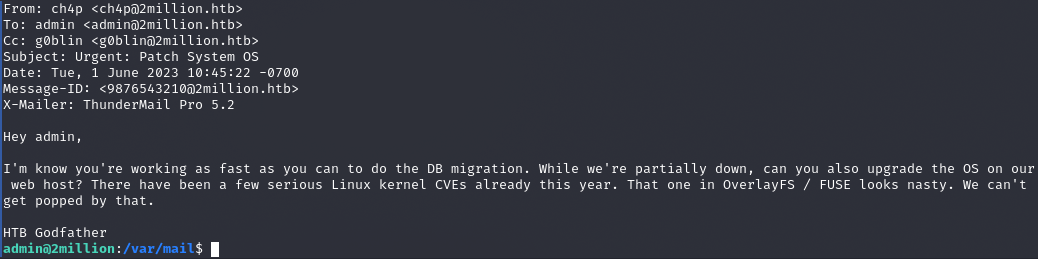 From: ch4p <ch4p@2million.htb>
To: admin <admin@2million.htb>
Cc: g0blin <g0blin@2million.htb>
Subject: Urgent: Patch System OS
Date: Tue, 1 June 2023 10:45:22 -0700
Message-ID: <9876543210@2million.htb>
X-Mailer: ThunderMail Pro 5.2
Hey admin,
I'm know you're working as fast as you can to do the DB migration. While we're partially down, can you also upgrade the OS on our
web host? There have been a few serious Linux kernel CVEs already this year. That one in OverlayFS / FUSE looks nasty. We can't
get popped by that.
HTB Godfather
admin@2million:/var/mail$